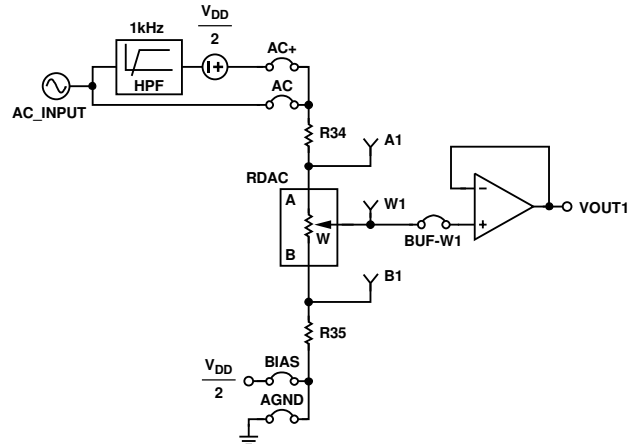 1kHz
HPF
VDD
2
AC+
AC
AC_INPUT
R34
A1
RDAC
A
W
B
W1
BUF-W1
–
+
VOUT1
B1
R35
VDD
2
BIAS
AGND